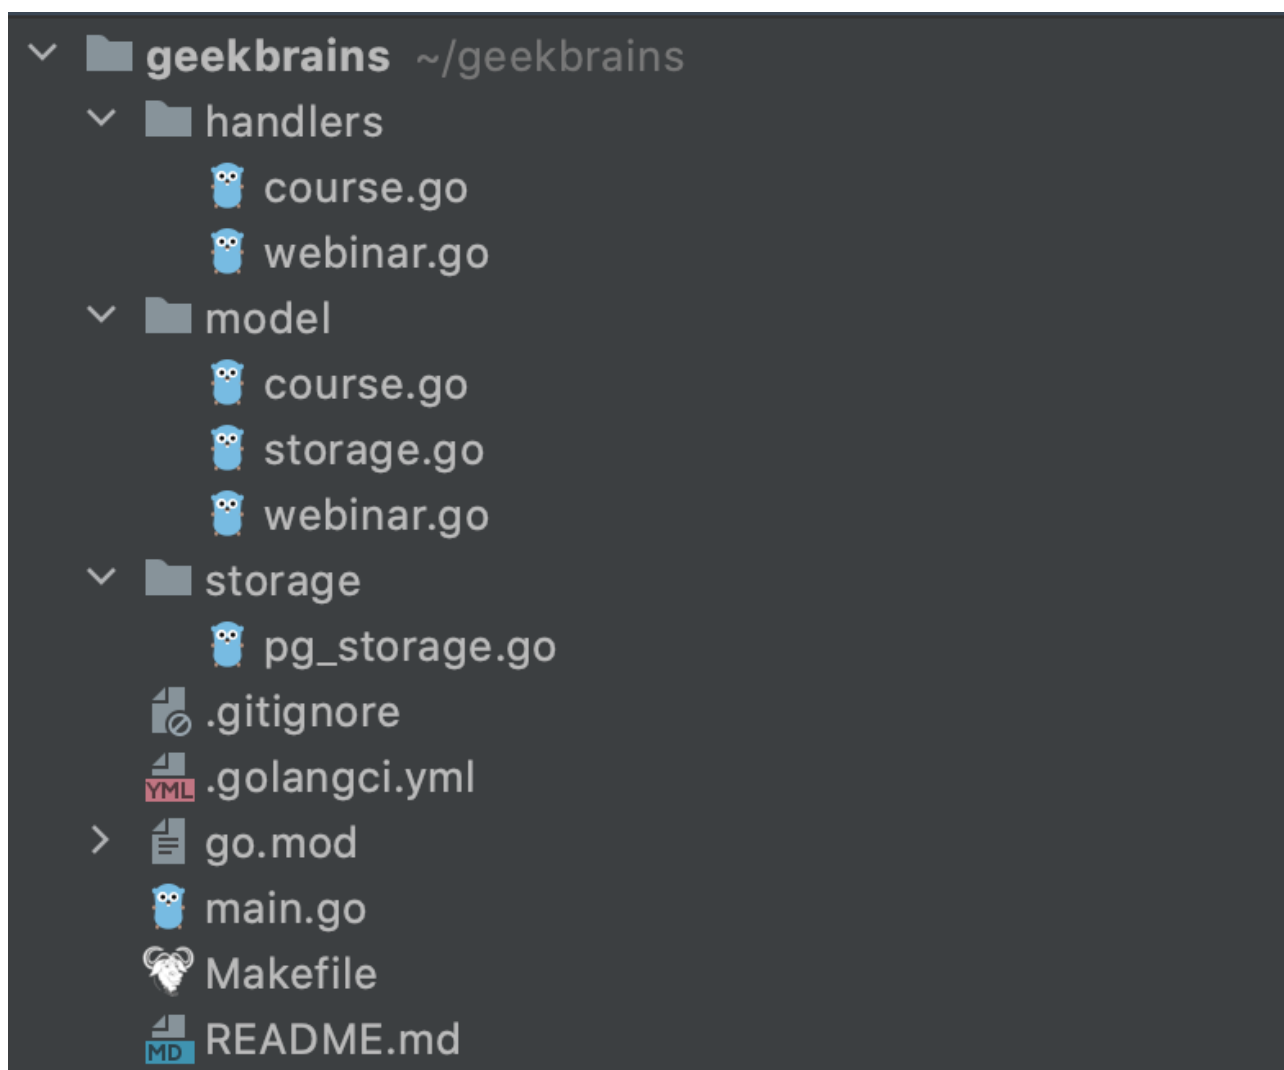 geekbrains ~/geekbrains
handlers
course.go
webinar.go
model
course.go
storage.go
webinar.go
storage
pg_storage.go
.gitignore
YML .golangci.yml
go.mod
main.go
Makefile
MD README.md